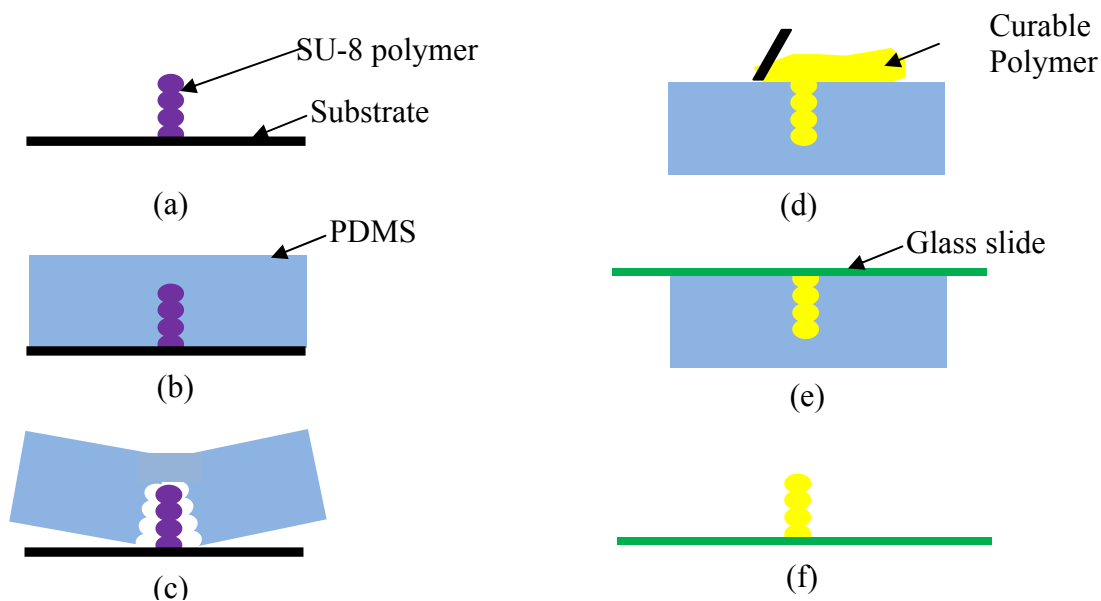 SU-8 polymer
Substrate
(a)
PDMS
(b)
(c)
Curable
Polymer
(d)
Glass slide
(e)
(f)